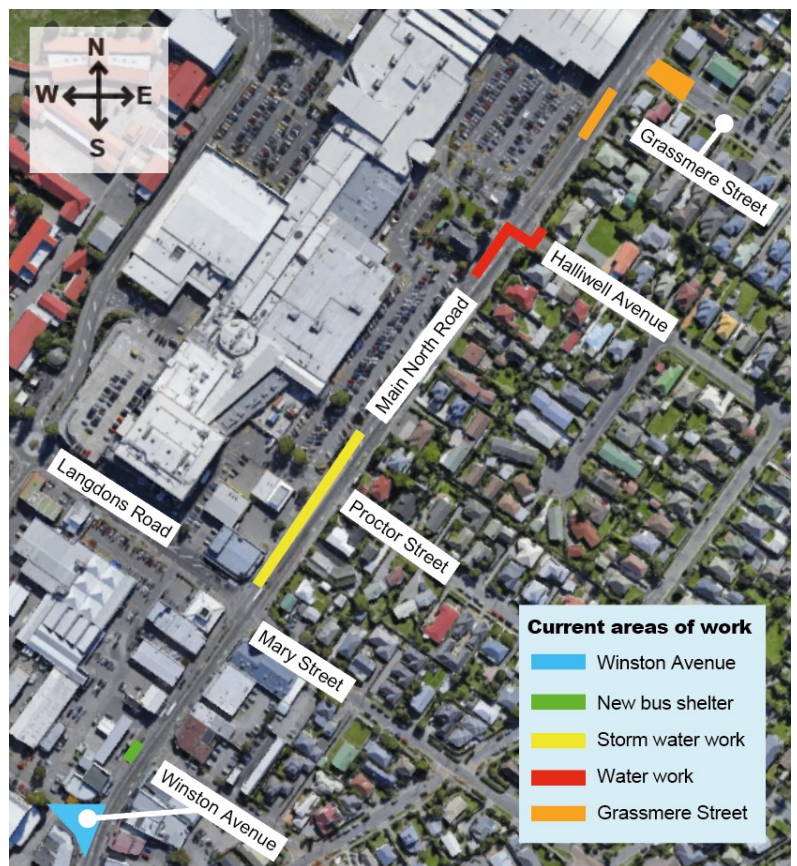 N
W E
S
Grassmere Street
Halliwell Avenue
Main North Road
Langdons Road
Proctor Street
Mary Street
Winston Avenue
Current areas of work
Winston Avenue
New bus shelter
Storm water work
Water work
Grassmere Street